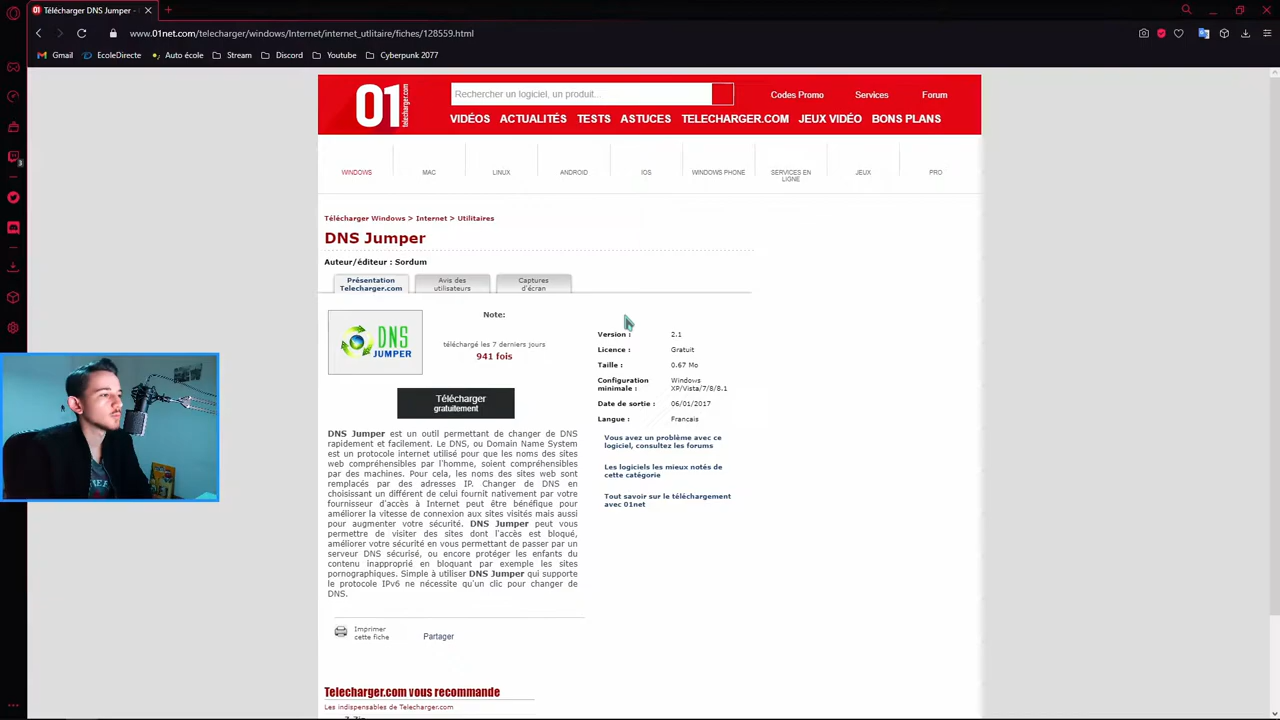 Télécharger DNS Jumper -
www.01net.com/telecharger/windows/Internet/internet_utlitaire/fiches/128559.html
Gmail EcoleDirecte Auto école Stream Discord Youtube Cyberpunk 2077
01
telecharger.com
Rechercher un logiciel, un produit...
Codes Promo Services Forum
VIDÉOS ACTUALITÉS TESTS ASTUCES TELECHARGER.COM JEUX VIDÉO BONS PLANS
WINDOWS MAC LINUX ANDROID IOS WINDOWS PHONE SERVICES EN LIGNE JEUX PRO
Télécharger Windows > Internet > Utilitaires
DNS Jumper
Auteur/éditeur : Sordum
Présentation Telecharger.com
Avis des utilisateurs
Captures d'écran
DNS
JUMPER
Note:
téléchargé les 7 derniers jours
941 fois
Télécharger
gratuitement
Version : 2.1
Licence : Gratuit
Taille : 0.67 Mo
Configuration minimale : Windows XP/Vista/7/8/8.1
Date de sortie : 06/01/2017
Langue : Francais
Vous avez un problème avec ce
logiciel, consultez les forums
Les logiciels les mieux notés de
cette catégorie
Tout savoir sur le téléchargement
avec 01net
DNS Jumper est un outil permettant de changer de DNS
rapidement et facilement. Le DNS, ou Domain Name System
est un protocole internet utilisé pour que les noms des sites
web compréhensibles par l'homme, soient compréhensibles
par des machines. Pour cela, les noms des sites web sont
remplacés par des adresses IP. Changer de DNS en
choisissant un différent de celui fournit nativement par votre
fournisseur d'accès à Internet peut être bénéfique pour
améliorer la vitesse de connexion aux sites visités mais aussi
pour augmenter votre sécurité. DNS Jumper peut vous
permettre de visiter des sites dont l'accès est bloqué,
améliorer votre sécurité en vous permettant de passer par un
serveur DNS sécurisé, ou encore protéger les enfants du
contenu inapproprié en bloquant par exemple les sites
pornographiques. Simple à utiliser DNS Jumper qui supporte
le protocole IPv6 ne nécessite qu'un clic pour changer de
DNS.
Imprimer
cette fiche
Partager
Telecharger.com vous recommande
Les indispensables de Telecharger.com